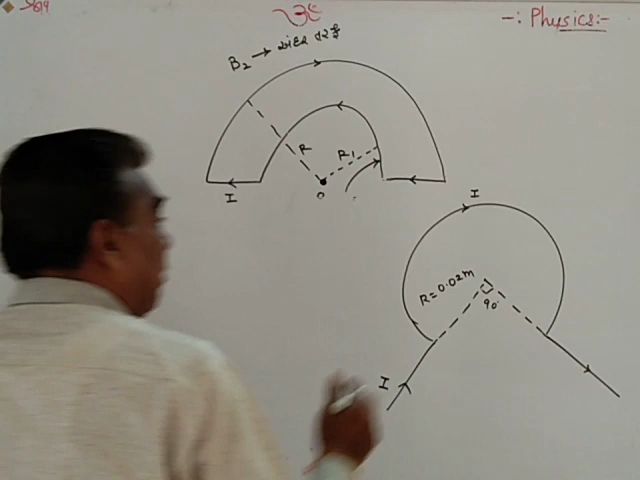 -: Physics:-
B₂ → અંદર તરફ
R
R1
I
O
I
R=0.02m
90
I